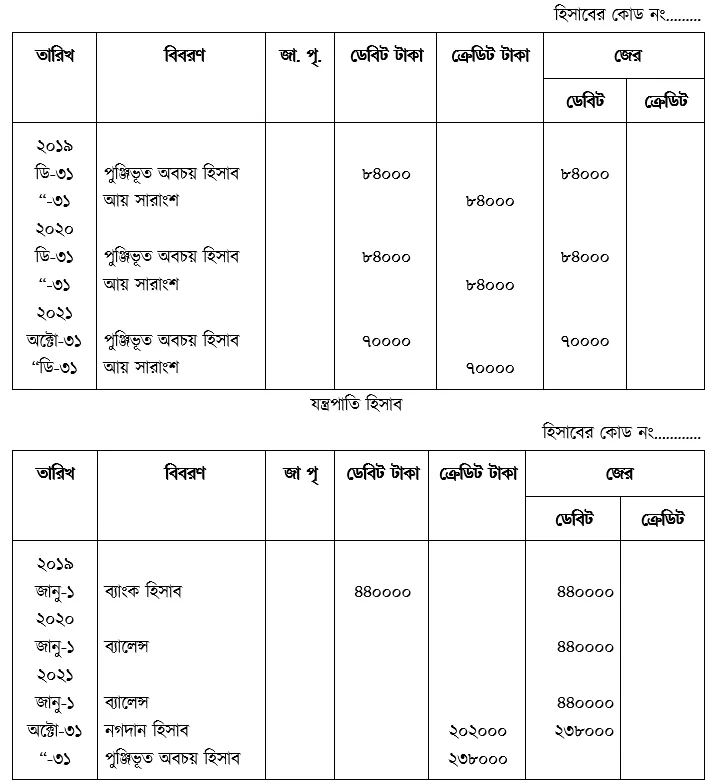 হিসাবের কোড নং.........
তারিখ বিবরণ জা. পৃ. ডেবিট টাকা ক্রেডিট টাকা জের
ডেবিট ক্রেডিট
২০১৯
ডি-৩১ পুঞ্জিভূত অবচয় হিসাব ৮৪০০০ ৮৪০০০
“-৩১ আয় সারাংশ ৮৪০০০
২০২০
ডি-৩১ পুঞ্জিভূত অবচয় হিসাব ৮৪০০০ ৮৪০০০
“-৩১ আয় সারাংশ ৮৪০০০
২০২১
অক্টো-৩১ পুঞ্জিভূত অবচয় হিসাব ৭০০০০ ৭০০০০
“ডি-৩১ আয় সারাংশ ৭০০০০
যন্ত্রপাতি হিসাব
হিসাবের কোড নং............
তারিখ বিবরণ জা পৃ ডেবিট টাকা ক্রেডিট টাকা জের
ডেবিট ক্রেডিট
২০১৯
জানু-১ ব্যাংক হিসাব ৪৪০০০০ ৪৪০০০০
২০২০
জানু-১ ব্যালেন্স ৪৪০০০০
২০২১
জানু-১ ব্যালেন্স ৪৪০০০০
অক্টো-৩১ নগদান হিসাব ২০২০০০ ২৩৮০০০
“-৩১ পুঞ্জিভূত অবচয় হিসাব ২৩৮০০০